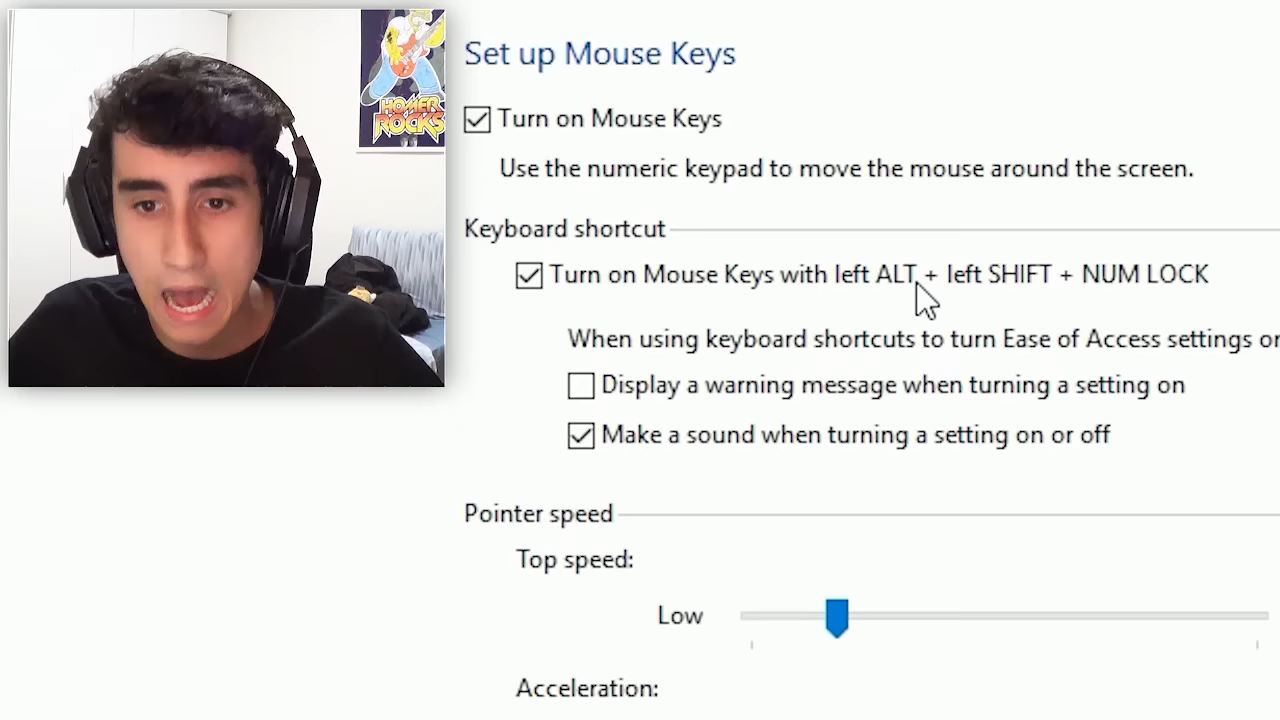 HOMER
ROCKS
Set up Mouse Keys
Turn on Mouse Keys
Use the numeric keypad to move the mouse around the screen.
Keyboard shortcut
Turn on Mouse Keys with left ALT + left SHIFT + NUM LOCK
When using keyboard shortcuts to turn Ease of Access settings or
Display a warning message when turning a setting on
Make a sound when turning a setting on or off
Pointer speed
Top speed:
Low
Acceleration: